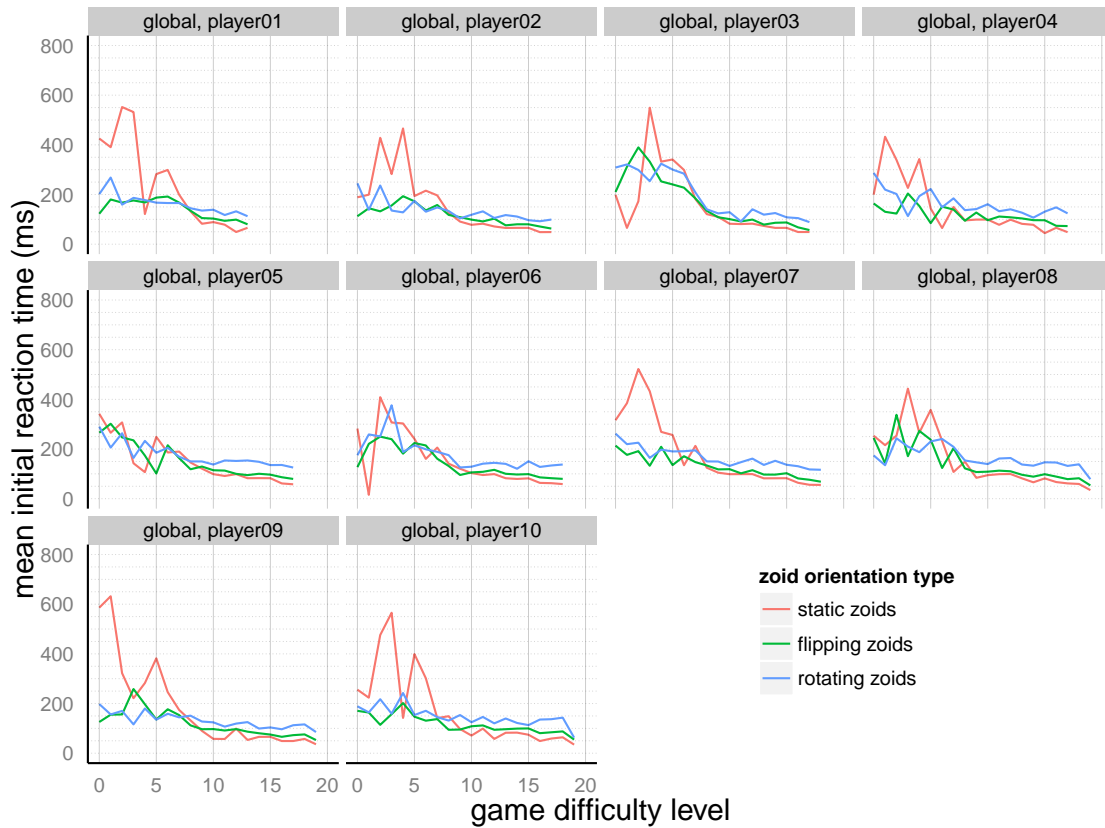 global, player01 global, player02 global, player03 global, player04
800
600
400
200
0
global, player05 global, player06 global, player07 global, player08
800
600
400
200
0
global, player09 global, player10
800
600
400
200
0
0 5 10 15 20 0 5 10 15 20
mean initial reaction time (ms)
game difficulty level
zoid orientation type
static zoids
flipping zoids
rotating zoids